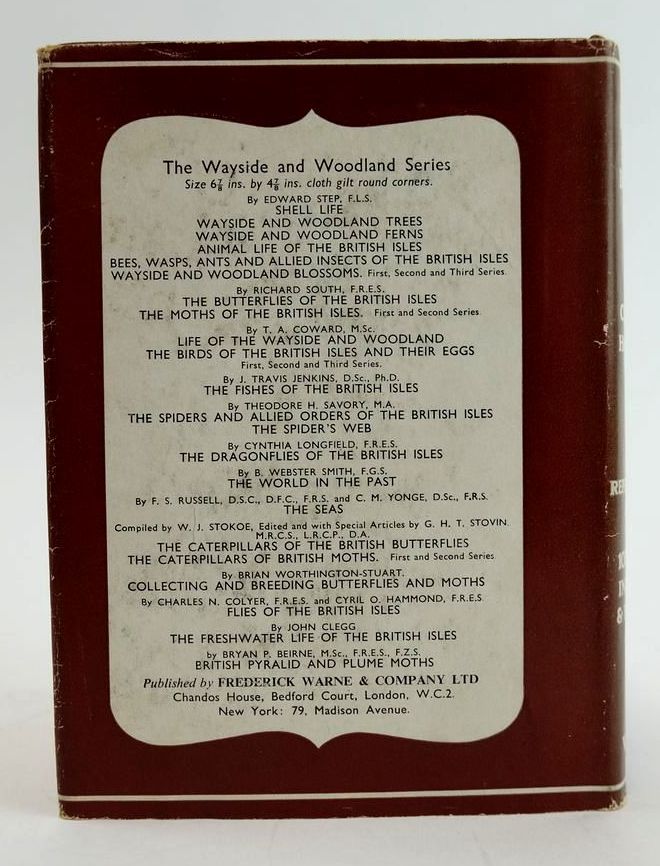 The Wayside and Woodland Series
Size 6⅞ ins. by 4⅞ ins. cloth gilt round corners.
By EDWARD STEP, F.L.S.
SHELL LIFE
WAYSIDE AND WOODLAND TREES
WAYSIDE AND WOODLAND FERNS
ANIMAL LIFE OF THE BRITISH ISLES
BEES, WASPS, ANTS AND ALLIED INSECTS OF THE BRITISH ISLES
WAYSIDE AND WOODLAND BLOSSOMS. First, Second and Third Series.
By RICHARD SOUTH, F.R.E.S.
THE BUTTERFLIES OF THE BRITISH ISLES
THE MOTHS OF THE BRITISH ISLES. First and Second Series
By T. A. COWARD, M.Sc.
LIFE OF THE WAYSIDE AND WOODLAND
THE BIRDS OF THE BRITISH ISLES AND THEIR EGGS
First, Second and Third Series.
By J. TRAVIS JENKINS, D.Sc., Ph.D.
THE FISHES OF THE BRITISH ISLES
By THEODORE H. SAVORY, M.A.
THE SPIDERS AND ALLIED ORDERS OF THE BRITISH ISLES
THE SPIDER'S WEB
By CYNTHIA LONGFIELD, F.R.E.S.
THE DRAGONFLIES OF THE BRITISH ISLES
By B. WEBSTER SMITH, F.G.S.
THE WORLD IN THE PAST
By F. S. RUSSELL, D.S.C., D.F.C., F.R.S. and C. M. YONGE, D.Sc., F.R.S.
THE SEAS
Compiled by W. J. STOKOE, Edited and with Special Articles by G. H. T. STOVIN.
M.R.C.S., L.R.C.P., D.A.
THE CATERPILLARS OF THE BRITISH BUTTERFLIES
THE CATERPILLARS OF BRITISH MOTHS. First and Second Series
By BRIAN WORTHINGTON-STUART.
COLLECTING AND BREEDING BUTTERFLIES AND MOTHS
By CHARLES N. COLYER, F.R.E.S. and CYRIL O. HAMMOND, F.R.E.S
FLIES OF THE BRITISH ISLES
By JOHN CLEGG
THE FRESHWATER LIFE OF THE BRITISH ISLES
by BRYAN P. BEIRNE, M.Sc., F.R.E.S., F.Z.S.
BRITISH PYRALID AND PLUME MOTHS
Published by FREDERICK WARNE & COMPANY LTD
Chandos House, Bedford Court, London, W.C.2.
New York: 79, Madison Avenue.